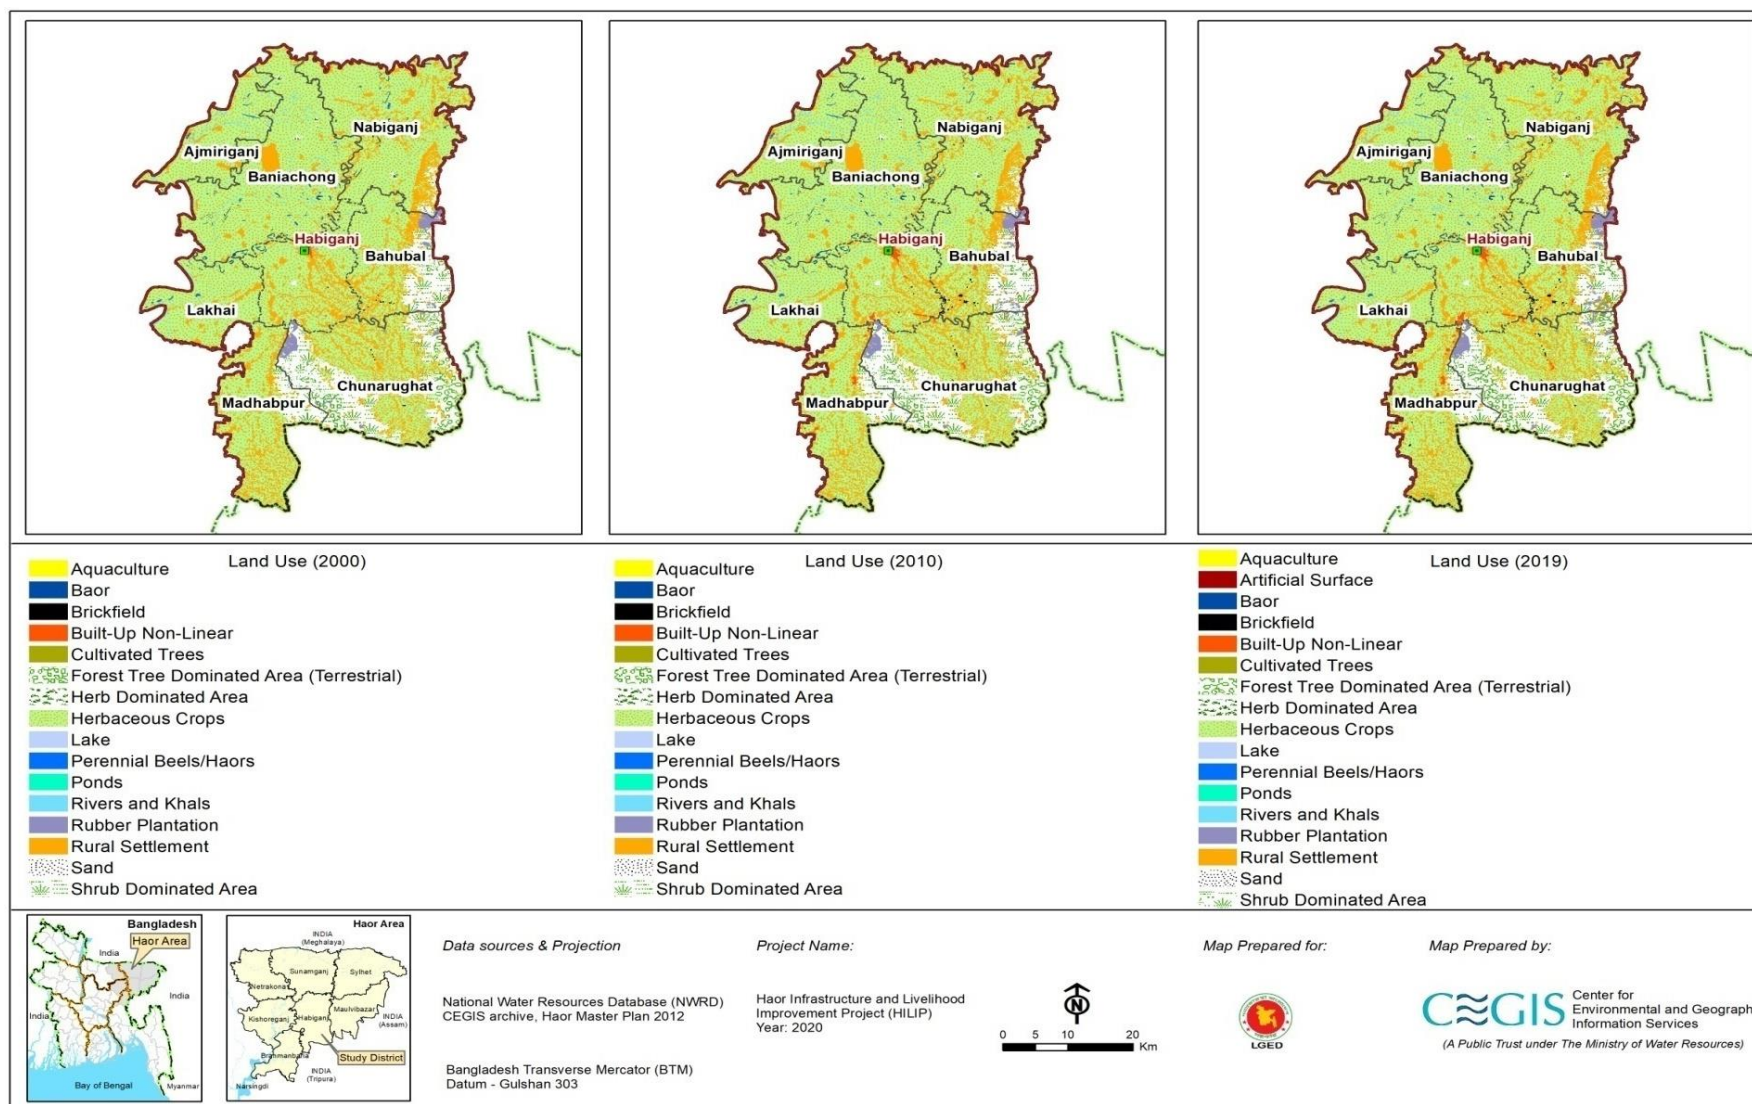 Nabiganj
Ajmiriganj
Baniachong
Habiganj
Bahubal
Lakhai
Chunarughat
Madhabpur
Nabiganj
Ajmiriganj
Baniachong
Habiganj
Bahubal
Lakhai
Chunarughat
Madhabpur
Nabiganj
Ajmiriganj
Baniachong
Habiganj
Bahubal
Lakhai
Chunarughat
Madhabpur
Land Use (2000)
Aquaculture
Baor
Brickfield
Built-Up Non-Linear
Cultivated Trees
Forest Tree Dominated Area (Terrestrial)
Herb Dominated Area
Herbaceous Crops
Lake
Perennial Beels/Haors
Ponds
Rivers and Khals
Rubber Plantation
Rural Settlement
Sand
Shrub Dominated Area
Land Use (2010)
Aquaculture
Baor
Brickfield
Built-Up Non-Linear
Cultivated Trees
Forest Tree Dominated Area (Terrestrial)
Herb Dominated Area
Herbaceous Crops
Lake
Perennial Beels/Haors
Ponds
Rivers and Khals
Rubber Plantation
Rural Settlement
Sand
Shrub Dominated Area
Land Use (2019)
Aquaculture
Artificial Surface
Baor
Brickfield
Built-Up Non-Linear
Cultivated Trees
Forest Tree Dominated Area (Terrestrial)
Herb Dominated Area
Herbaceous Crops
Lake
Perennial Beels/Haors
Ponds
Rivers and Khals
Rubber Plantation
Rural Settlement
Sand
Shrub Dominated Area
Bangladesh
Haor Area
India
India
India
Bay of Bengal
Myanmar
Haor Area
INDIA
(Meghalaya)
Sunamganj
Sylhet
Netrakona
Kishoreganj
Habiganj
Maulvibazar
INDIA
(Assam)
Brahmanbaria
Study District
INDIA
(Tripura)
Narsingdi
Data sources & Projection
National Water Resources Database (NWRD)
CEGIS archive, Haor Master Plan 2012
Bangladesh Transverse Mercator (BTM)
Datum - Gulshan 303
Project Name:
Haor Infrastructure and Livelihood
Improvement Project (HILIP)
Year: 2020
N
0 5 10 20
Km
Map Prepared for:
LGED
Map Prepared by:
CEGIS
Center for
Environmental and Geograph
Information Services
(A Public Trust under The Ministry of Water Resources)